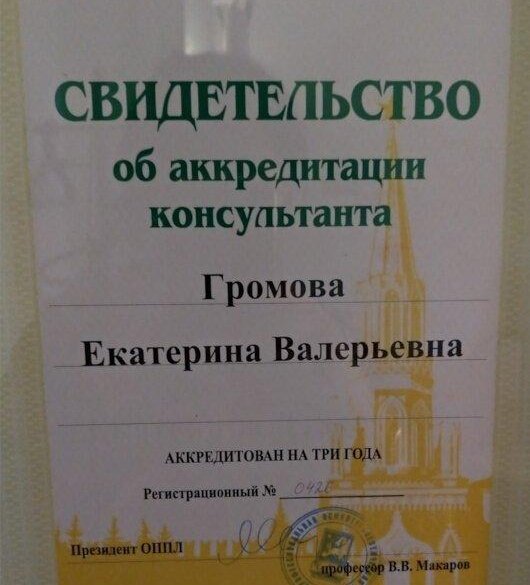 СВИДЕТЕЛЬСТВО
об аккредитации
консультанта
Громова
Екатерина Валерьевна
АККРЕДИТОВАН НА ТРИ ГОДА
Регистрационный №
Президент ОППЛ
профессор В.В. Макаров